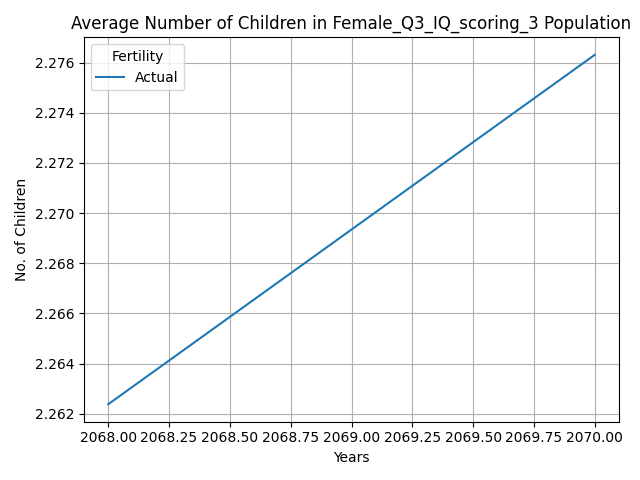 Average Number of Children in Female_Q3_IQ_scoring_3 Population
Fertility
Actual
No. of Children
2.276
2.274
2.272
2.270
2.268
2.266
2.264
2.262
2068.00 2068.25 2068.50 2068.75 2069.00 2069.25 2069.50 2069.75 2070.00
Years